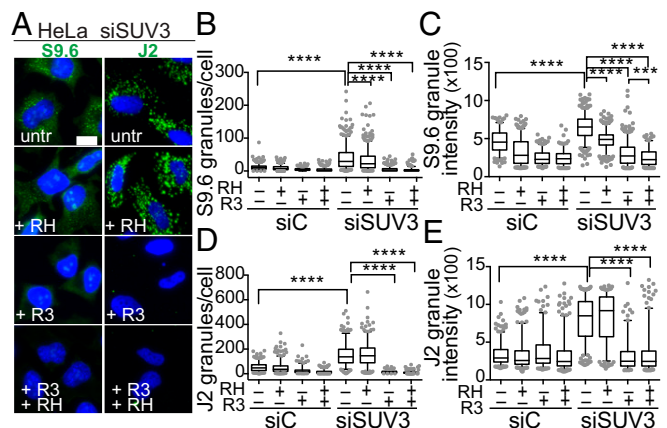 A HeLa siSUV3
S9.6 J2
untr
+ RH + RH
+ R3 + R3
+ R3 + R3
+ RH + RH
B
S9.6 granules/cell
300
200
100
0
****
****
****
****
RH – + – + – + – +
R3 – – + + – – + +
siC siSUV3
C
S9.6 granule intensity (x100)
15
10
5
0
****
****
****
****
***
RH – + – + – + – +
R3 – – + + – – + +
siC siSUV3
D
J2 granules/cell
800
600
400
200
0
****
****
****
RH – + – + – + – +
R3 – – + + – – + +
siC siSUV3
E
J2 granule intensity (x100)
15
10
5
0
****
****
****
RH – + – + – + – +
R3 – – + + – – + +
siC siSUV3